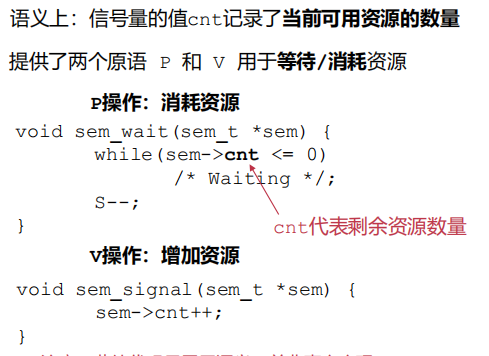 语义上：信号量的值cnt记录了当前可用资源的数量
提供了两个原语 P 和 V 用于等待/消耗资源
P操作：消耗资源
void sem_wait(sem_t *sem) {
while(sem->cnt <= 0)
/* Waiting */;
S--;
}
cnt代表剩余资源数量
V操作：增加资源
void sem_signal(sem_t *sem) {
sem->cnt++;
}